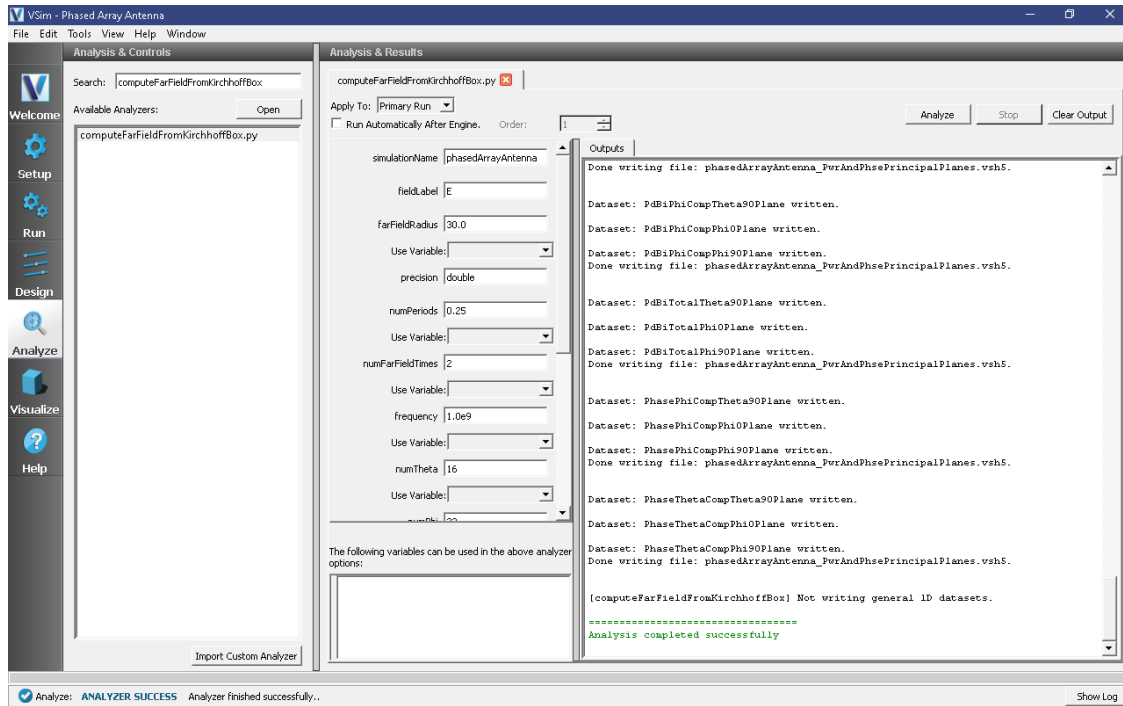 VSim - Phased Array Antenna
File Edit Tools View Help Window
Analysis & Controls
Analysis & Results
Welcome
Setup
Run
Design
Analyze
Visualize
Help
Search: computeFarFieldFromKirchhoffBox
Available Analyzers: Open
computeFarFieldFromKirchhoffBox.py
Import Custom Analyzer
computeFarFieldFromKirchhoffBox.py
Apply To: Primary Run
Run Automatically After Engine. Order: 1
Analyze Stop Clear Output
simulationName phasedArrayAntenna
fieldLabel E
farFieldRadius 30.0
Use Variable:
precision double
numPeriods 0.25
Use Variable:
numFarFieldTimes 2
Use Variable:
frequency 1.0e9
Use Variable:
numTheta 16
Use Variable:
The following variables can be used in the above analyzer
options:
Outputs
Done writing file: phasedArrayAntenna_PwrAndPhsePrincipalPlanes.vsh5.
Dataset: PdBiPhiCompTheta90Plane written.
Dataset: PdBiPhiCompPhi0Plane written.
Dataset: PdBiPhiCompPhi90Plane written.
Done writing file: phasedArrayAntenna_PwrAndPhsePrincipalPlanes.vsh5.
Dataset: PdBiTotalTheta90Plane written.
Dataset: PdBiTotalPhi0Plane written.
Dataset: PdBiTotalPhi90Plane written.
Done writing file: phasedArrayAntenna_PwrAndPhsePrincipalPlanes.vsh5.
Dataset: PhasePhiCompTheta90Plane written.
Dataset: PhasePhiCompPhi0Plane written.
Dataset: PhasePhiCompPhi90Plane written.
Done writing file: phasedArrayAntenna_PwrAndPhsePrincipalPlanes.vsh5.
Dataset: PhaseThetaCompTheta90Plane written.
Dataset: PhaseThetaCompPhi0Plane written.
Dataset: PhaseThetaCompPhi90Plane written.
Done writing file: phasedArrayAntenna_PwrAndPhsePrincipalPlanes.vsh5.
[computeFarFieldFromKirchhoffBox] Not writing general 1D datasets.
==================================
Analysis completed successfully
Analyze: ANALYZER SUCCESS Analyzer finished successfully..
Show Log